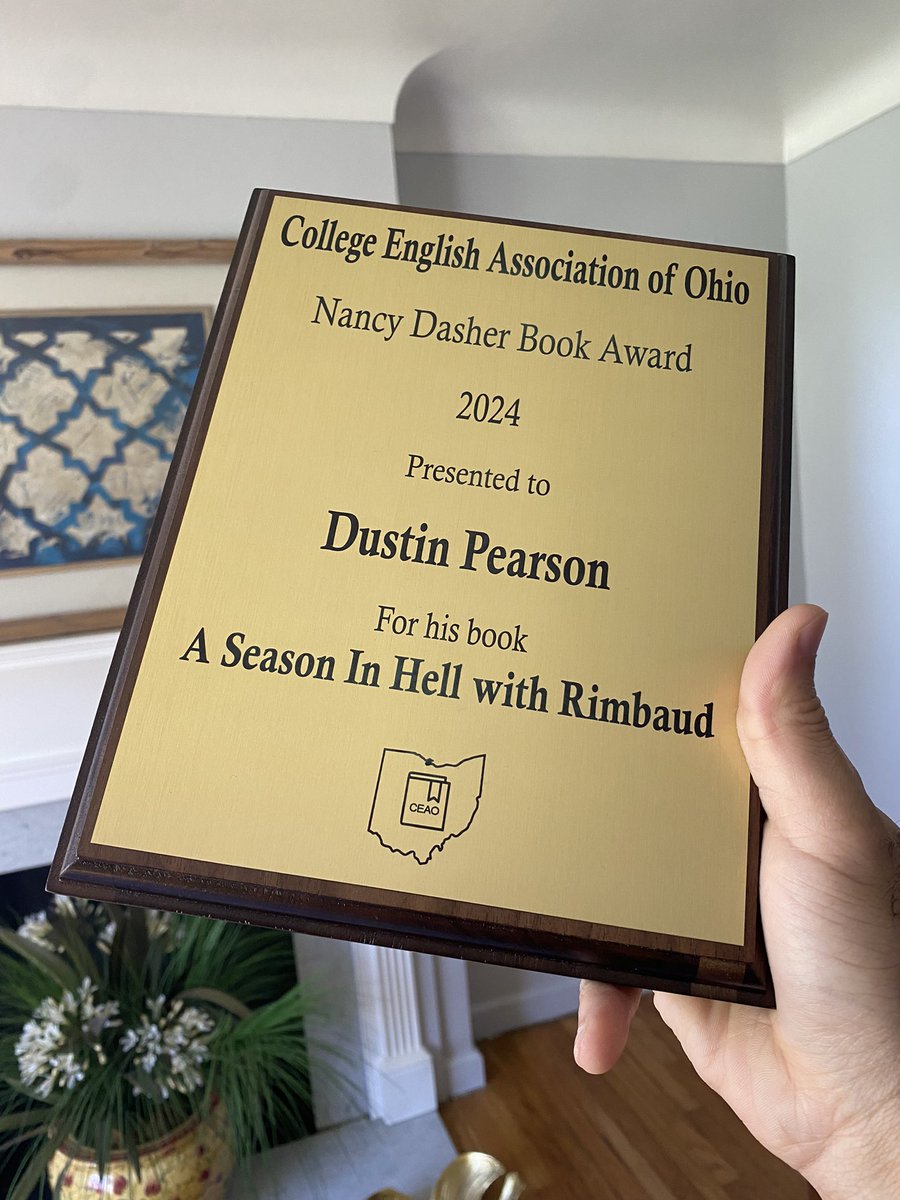 College English Association of Ohio
Nancy Dasher Book Award
2024
Presented to
Dustin Pearson
For his book
A Season In Hell with Rimbaud
CEAO